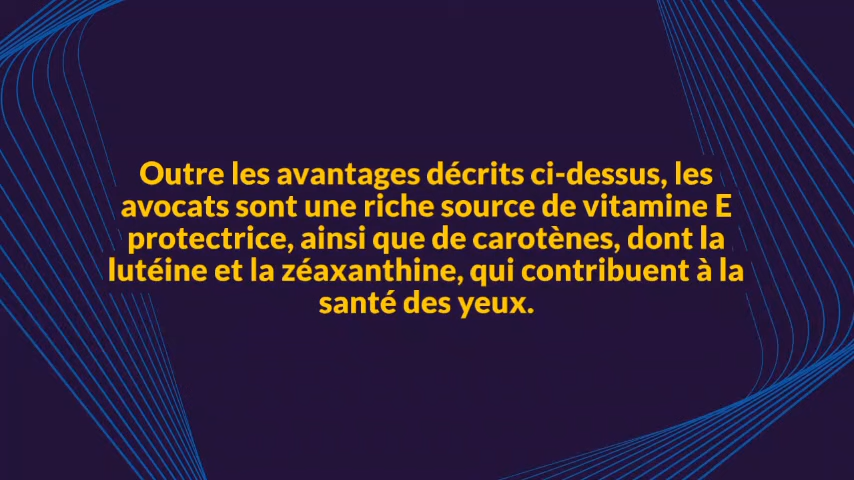 Outre les avantages décrits ci-dessus, les
avocats sont une riche source de vitamine E
protectrice, ainsi que de carotènes, dont la
lutéine et la zéaxanthine, qui contribuent à la
santé des yeux.